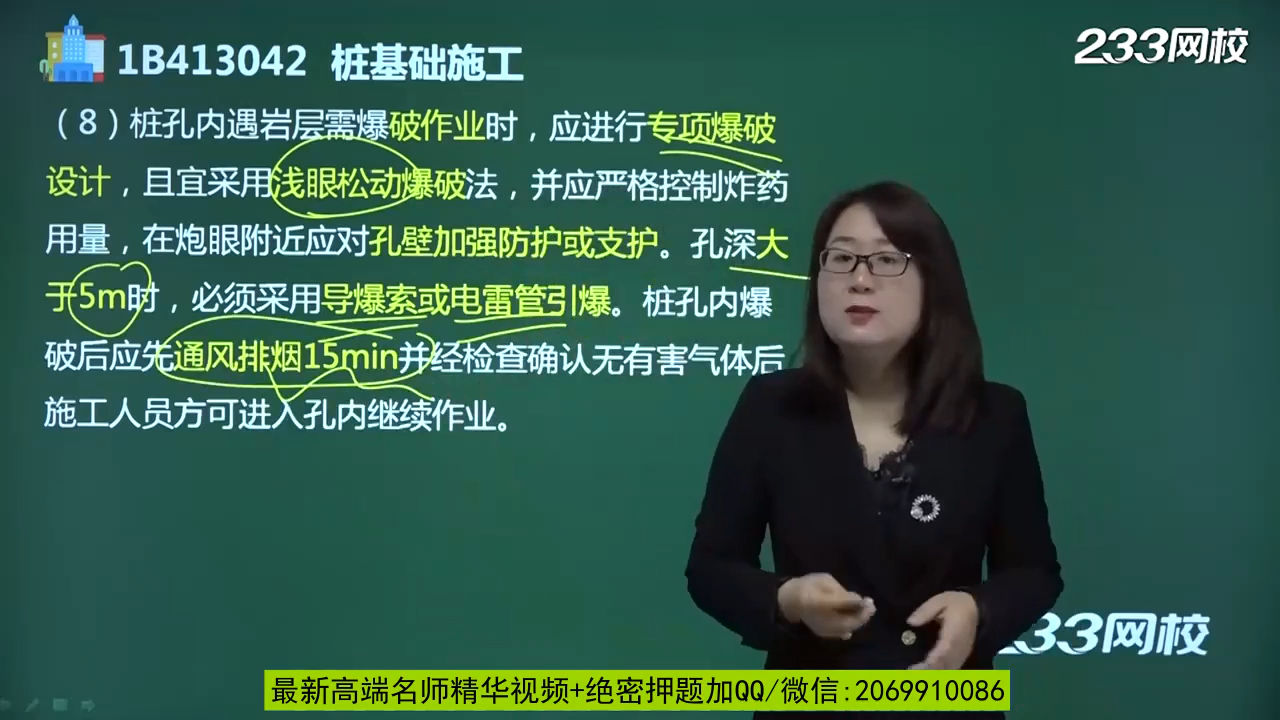 1B413042 桩基础施工
233网校
（8）桩孔内遇岩层需爆破作业时，应进行专项爆破
设计，且宜采用浅眼松动爆破法，并应严格控制炸药
用量，在炮眼附近应对孔壁加强防护或支护。孔深大
于5m时，必须采用导爆索或电雷管引爆。桩孔内爆
破后应先通风排烟15min并经检查确认无有害气体后
施工人员方可进入孔内继续作业。
233网校
最新高端名师精华视频+绝密押题加QQ/微信:2069910086